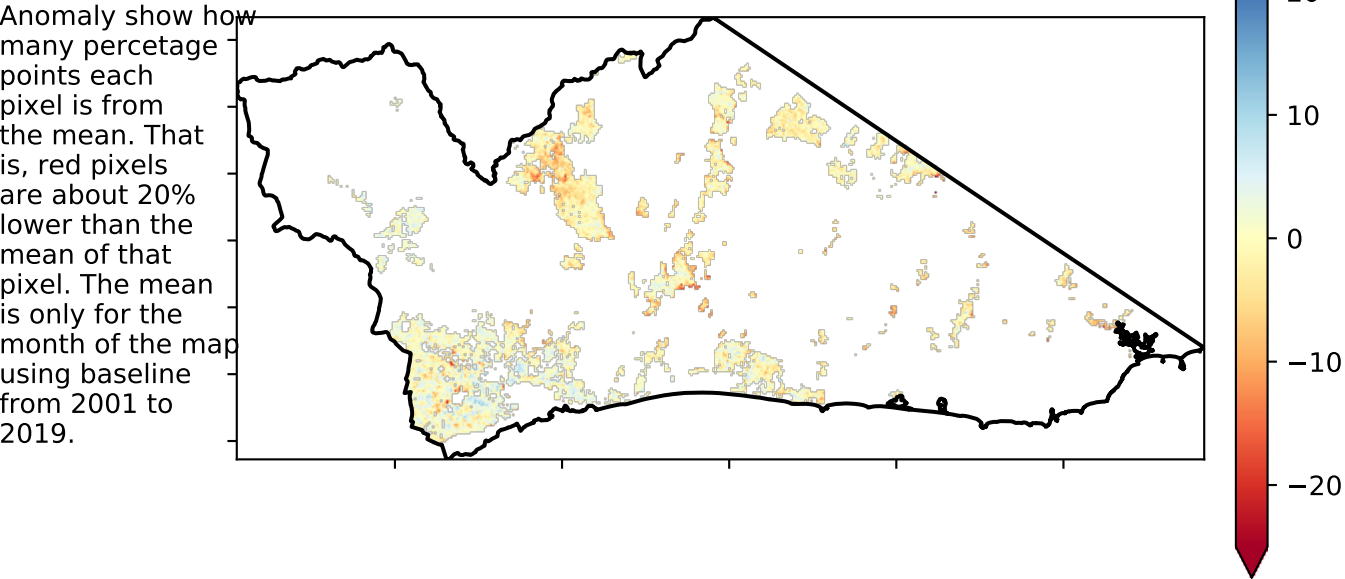 Anomaly show how
many percetage
points each
pixel is from
the mean. That
is, red pixels
are about 20%
lower than the
mean of that
pixel. The mean
is only for the
month of the map
using baseline
from 2001 to
2019.
10
0
−10
−20